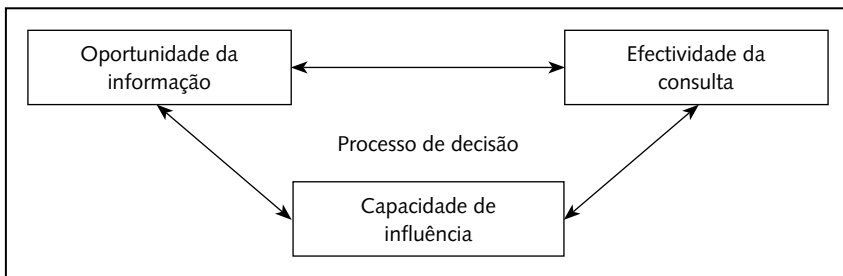 Oportunidade da
informação
Efectividade da
consulta
Processo de decisão
Capacidade de
influência